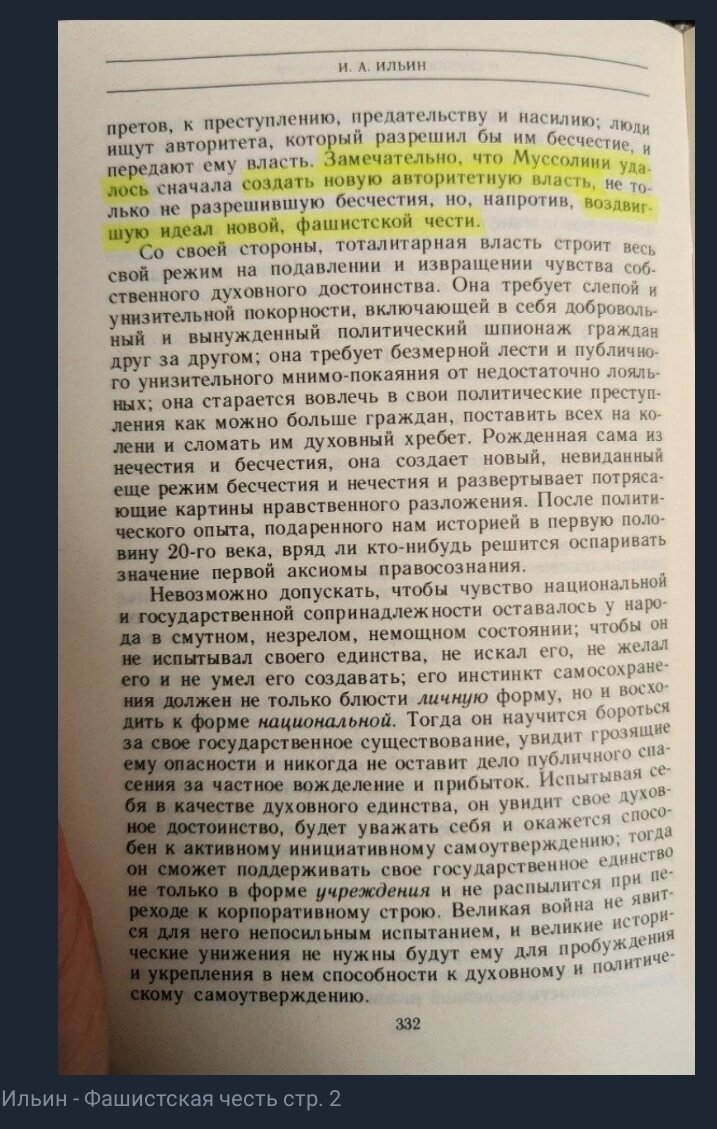 И. А. ИЛЬИН
претов, к преступлению, предательству и насилию; люди
ищут авторитета, который разрешил бы им бесчестие, и
передают ему власть. Замечательно, что Муссолини уда-
лось сначала создать новую авторитетную власть, не то-
лько не разрешившую бесчестия, но, напротив, воздвиг-
шую идеал новой, фашистской чести.
Со своей стороны, тоталитарная власть строит весь
свой режим на подавлении и извращении чувства соб-
ственного духовного достоинства. Она требует слепой и
унизительной покорности, включающей в себя доброволь-
ный и вынужденный политический шпионаж граждан
друг за другом; она требует безмерной лести и публично-
го унизительного мнимо-покаяния от недостаточно лояль-
ных; она старается вовлечь в свои политические преступ-
ления как можно больше граждан, поставить всех на ко-
лени и сломать им духовный хребет. Рожденная сама из
нечестия и бесчестия, она создает новый, невиданный
еще режим бесчестия и нечестия и развертывает потряса-
ющие картины нравственного разложения. После полити-
ческого опыта, подаренного нам историей в первую поло-
вину 20-го века, вряд ли кто-нибудь решится оспаривать
значение первой аксиомы правосознания.
Невозможно допускать, чтобы чувство национальной
и государственной сопринадлежности оставалось у наро-
да в смутном, незрелом, немощном состоянии; чтобы он
не испытывал своего единства, не искал его, не желал
его и не умел его создавать; его инстинкт самосохране-
ния должен не только блюсти личную форму, но и восхо-
дить к форме национальной. Тогда он научится бороться
за свое государственное существование, увидит грозящие
ему опасности и никогда не оставит дело публичного спа-
сения за частное вожделение и прибыток. Испытывая се-
бя в качестве духовного единства, он увидит свое духов-
ное достоинство, будет уважать себя и окажется спосо-
бен к активному инициативному самоутверждению; тогда
он сможет поддерживать свое государственное единство
не только в форме учреждения и не распылится при пе-
реходе к корпоративному строю. Великая война не явит-
ся для него непосильным испытанием, и великие истори-
ческие унижения не нужны будут ему для пробуждения
и укрепления в нем способности к духовному и политиче-
скому самоутверждению.
332
Ильин - Фашистская честь стр. 2